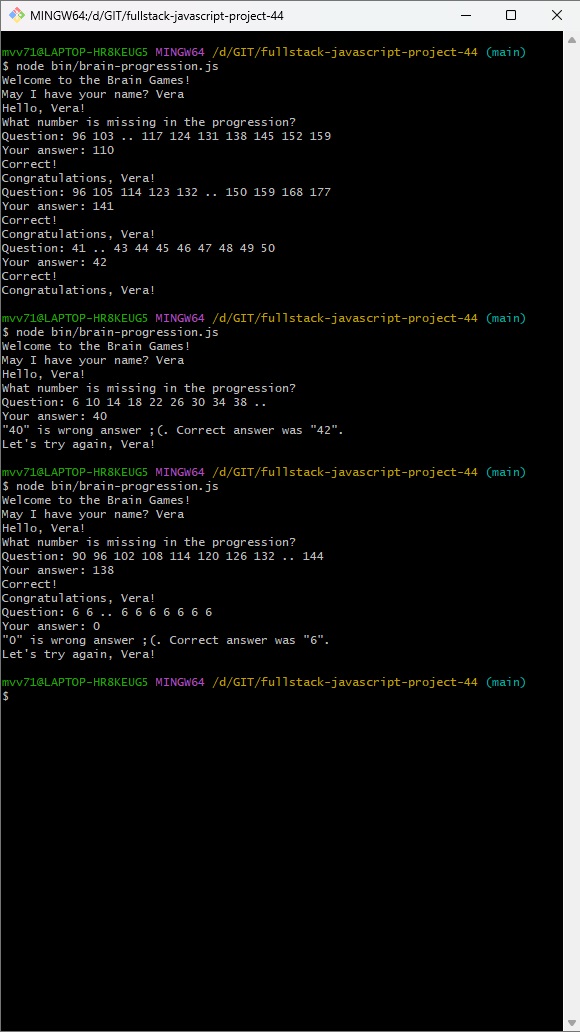 MINGW64:/d/GIT/fullstack-javascript-project-44
mvv71@LAPTOP-HR8KEUG5 MINGW64 /d/GIT/fullstack-javascript-project-44 (main)
$ node bin/brain-progression.js
Welcome to the Brain Games!
May I have your name? Vera
Hello, Vera!
What number is missing in the progression?
Question: 96 103 .. 117 124 131 138 145 152 159
Your answer: 110
Correct!
Congratulations, Vera!
Question: 96 105 114 123 132 .. 150 159 168 177
Your answer: 141
Correct!
Congratulations, Vera!
Question: 41 .. 43 44 45 46 47 48 49 50
Your answer: 42
Correct!
Congratulations, Vera!
mvv71@LAPTOP-HR8KEUG5 MINGW64 /d/GIT/fullstack-javascript-project-44 (main)
$ node bin/brain-progression.js
Welcome to the Brain Games!
May I have your name? Vera
Hello, Vera!
What number is missing in the progression?
Question: 6 10 14 18 22 26 30 34 38 ..
Your answer: 40
"40" is wrong answer ;(. Correct answer was "42".
Let's try again, Vera!
mvv71@LAPTOP-HR8KEUG5 MINGW64 /d/GIT/fullstack-javascript-project-44 (main)
$ node bin/brain-progression.js
Welcome to the Brain Games!
May I have your name? Vera
Hello, Vera!
What number is missing in the progression?
Question: 90 96 102 108 114 120 126 132 .. 144
Your answer: 138
Correct!
Congratulations, Vera!
Question: 6 6 .. 6 6 6 6 6 6 6
Your answer: 0
"0" is wrong answer ;(. Correct answer was "6".
Let's try again, Vera!
mvv71@LAPTOP-HR8KEUG5 MINGW64 /d/GIT/fullstack-javascript-project-44 (main)
$